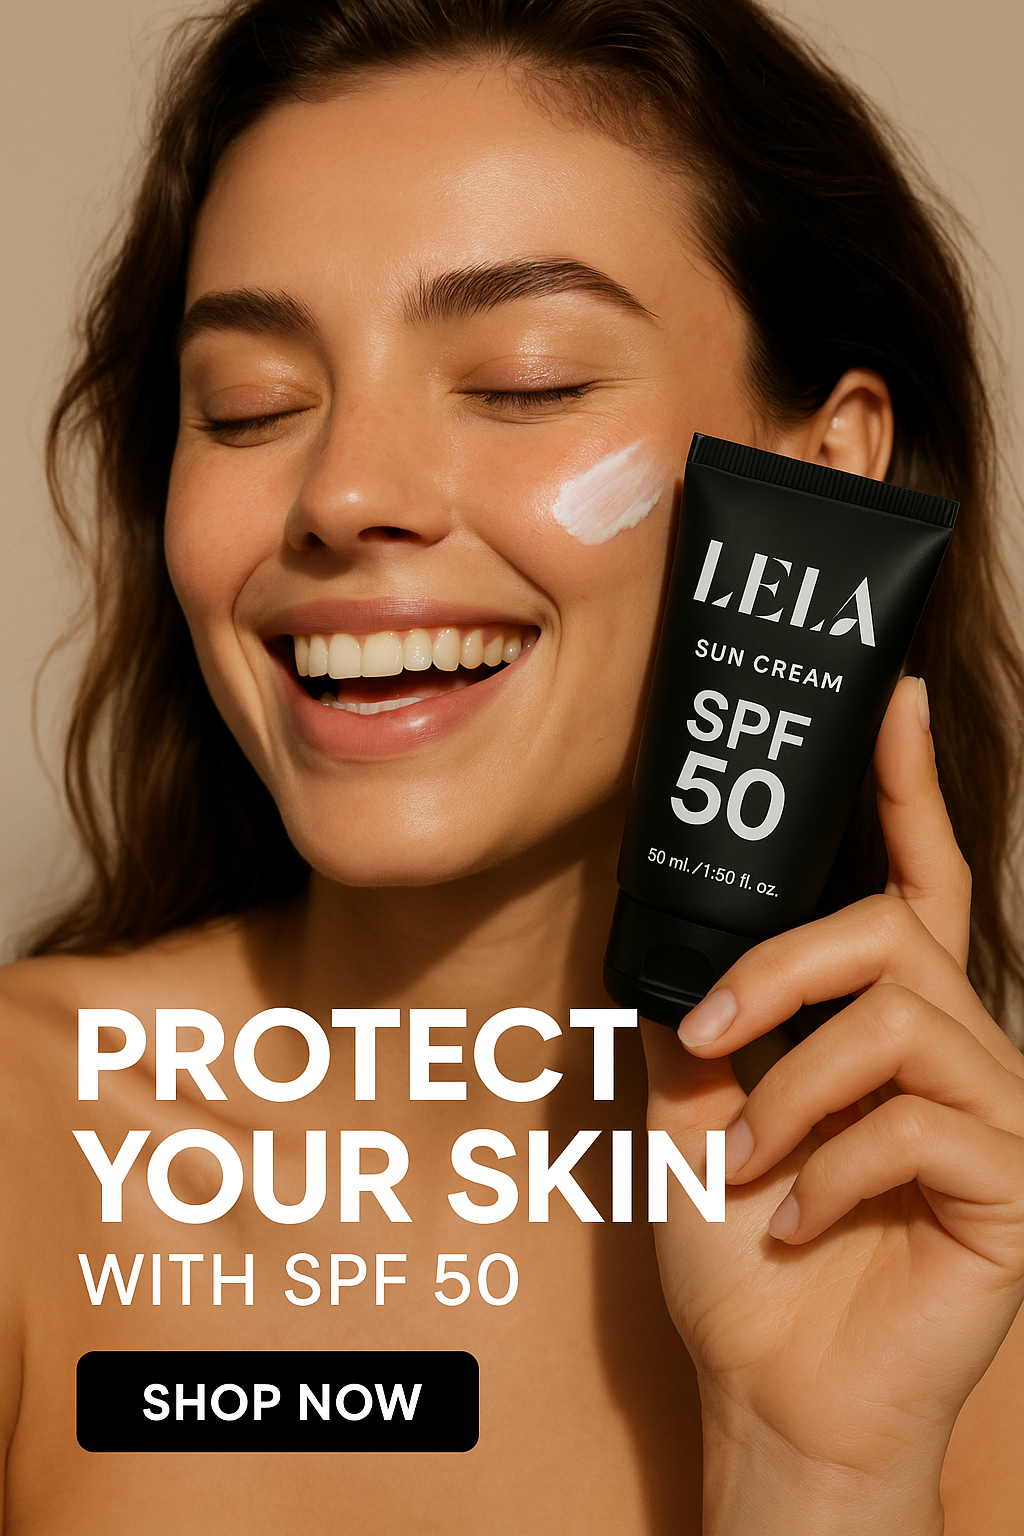 LELA
SUN CREAM
SPF
50
50 ml./1:50 fl. oz.
PROTECT
YOUR SKIN
WITH SPF 50
SHOP NOW